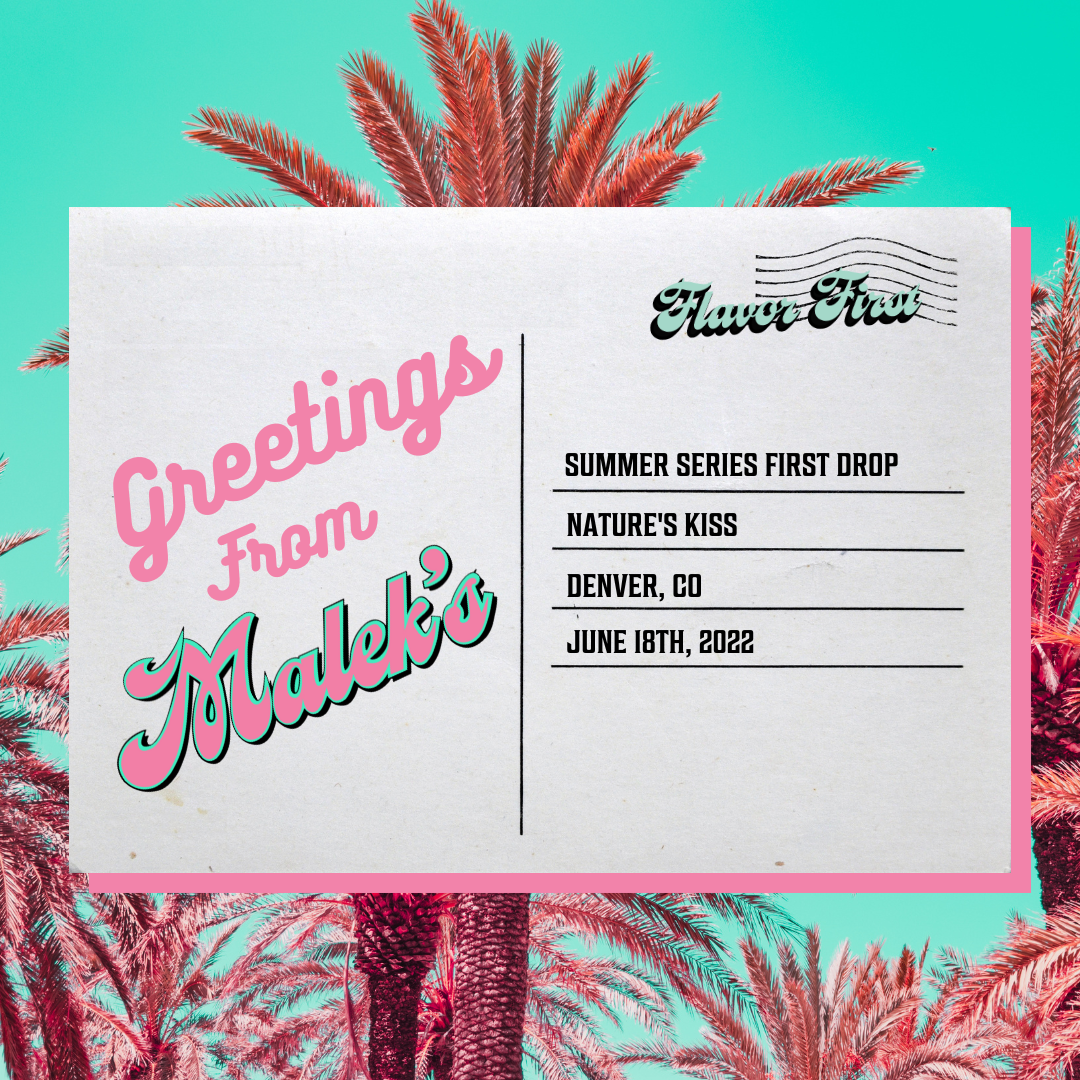 Flavor First
Greetings
From
Malek's
SUMMER SERIES FIRST DROP
NATURE'S KISS
DENVER, CO
JUNE 18TH, 2022